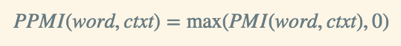 PPMI(word, ctxt) = max(PMI(word, ctxt), 0)